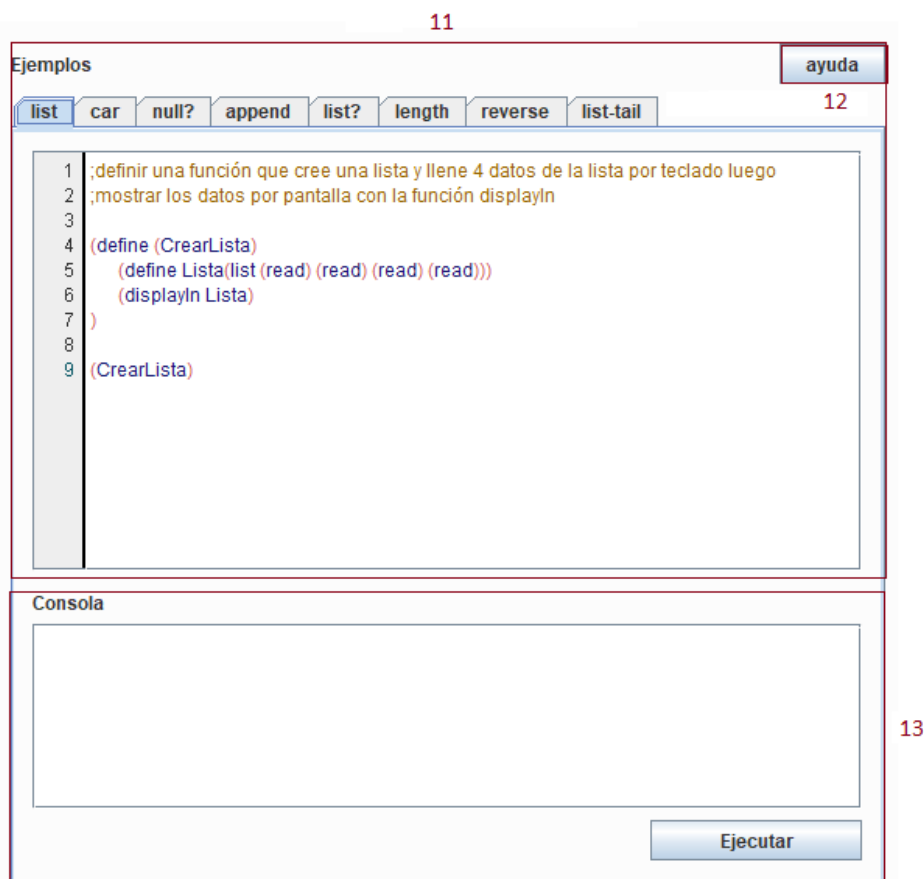 11
Ejemplos ayuda
12
list car null? append list? length reverse list-tail
1 ;definir una función que cree una lista y llene 4 datos de la lista por teclado luego
2 ;mostrar los datos por pantalla con la función displayln
3
4 (define (CrearLista)
5 (define Lista(list (read) (read) (read) (read)))
6 (displayln Lista)
7 )
8
9 (CrearLista)
Consola
13
Ejecutar